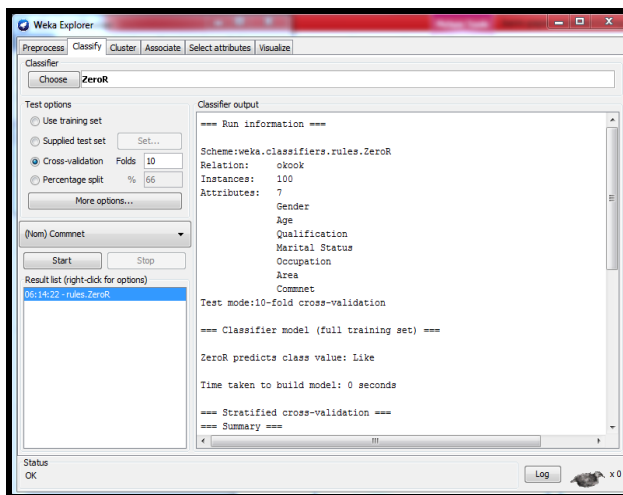 Weka Explorer
Preprocess Classify Cluster Associate Select attributes Visualize
Classifier
Choose ZeroR
Test options
Use training set
Supplied test set Set...
Cross-validation Folds 10
Percentage split % 66
More options...
(Nom) Commnet
Start Stop
Result list (right-click for options)
06:14:22 - rules.ZeroR
Classifier output
=== Run information ===
Scheme:weka.classifiers.rules.ZeroR
Relation: okook
Instances: 100
Attributes: 7
Gender
Age
Qualification
Marital Status
Occupation
Area
Commnet
Test mode:10-fold cross-validation
=== Classifier model (full training set) ===
ZeroR predicts class value: Like
Time taken to build model: 0 seconds
=== Stratified cross-validation ===
=== Summary ===
Status
OK
Log
x 0